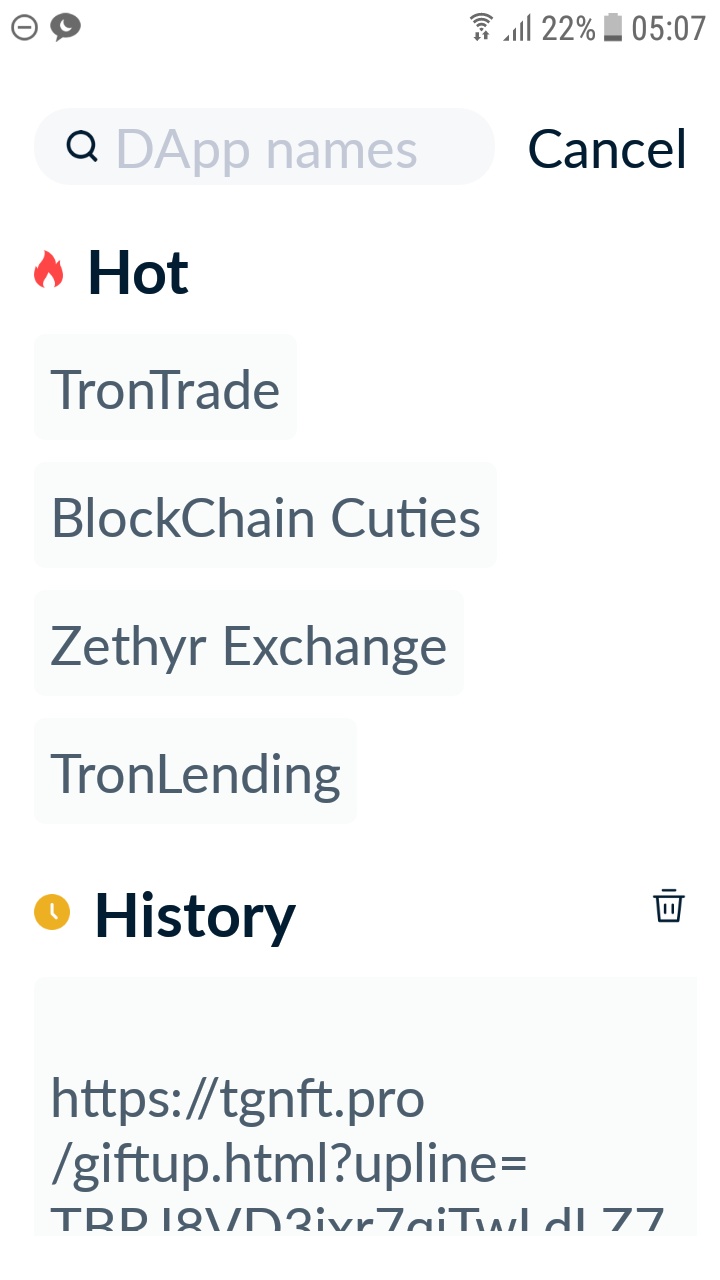 22% 05:07
DApp names Cancel
Hot
TronTrade
BlockChain Cuties
Zethyr Exchange
TronLending
History
https://tgnft.pro
/giftup.html?upline=